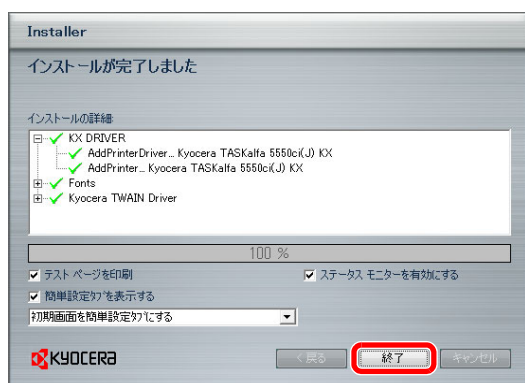 Installer
インストールが完了しました
インストールの詳細:
KX DRIVER
AddPrinterDriver... Kyocera TASKalfa 5550ci(J) KX
AddPrinter... Kyocera TASKalfa 5550ci(J) KX
Fonts
Kyocera TWAIN Driver
100 %
テスト ページを印刷
ステータス モニターを有効にする
簡単設定ﾀﾌﾞを表示する
初期画面を簡単設定ﾀﾌﾞにする
KYOCERA
< 戻る
終了
キャンセル